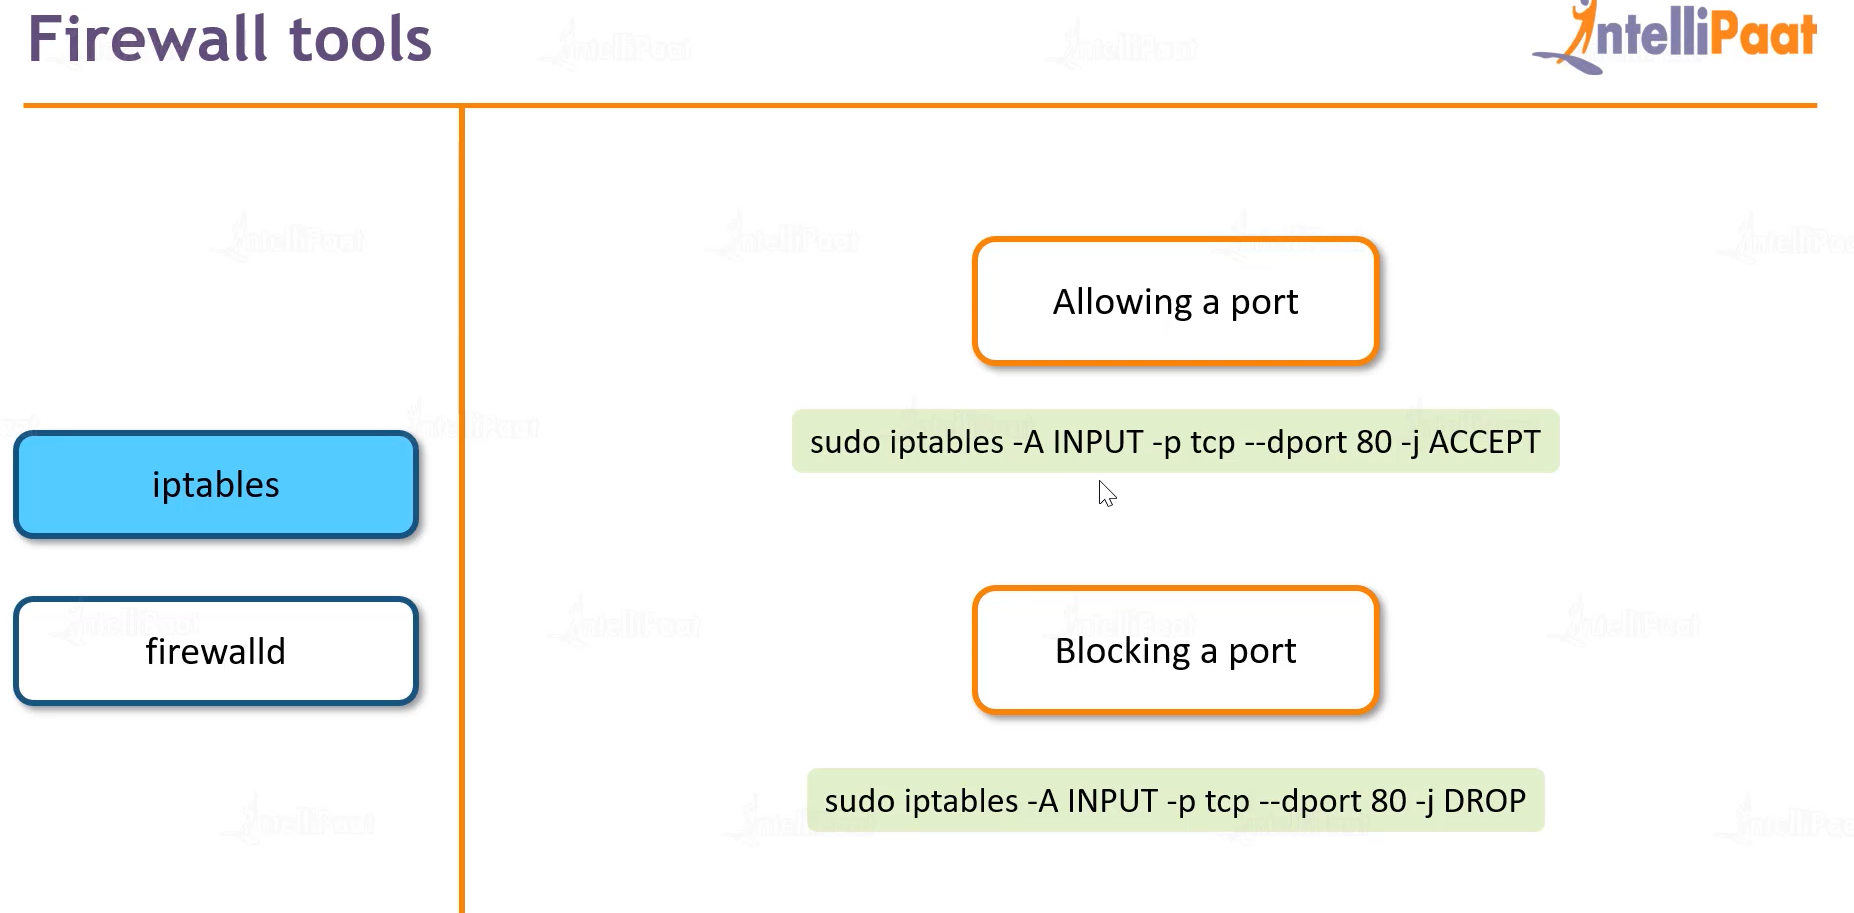 Firewall tools
IntelliPaat
iptables
firewalld
Allowing a port
sudo iptables -A INPUT -p tcp --dport 80 -j ACCEPT
Blocking a port
sudo iptables -A INPUT -p tcp --dport 80 -j DROP